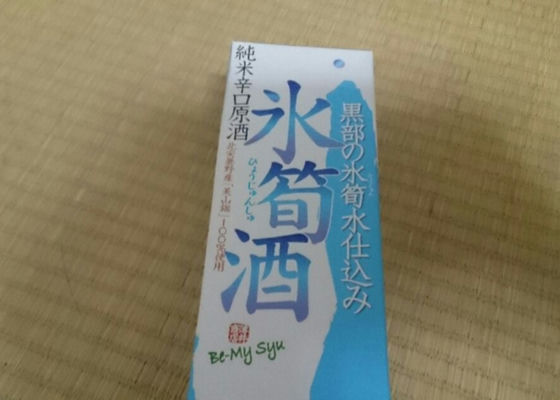 黒部の氷筍水仕込み
氷筍酒
ひょうじゅんしゅ
純米辛口原酒
Be-My Syu